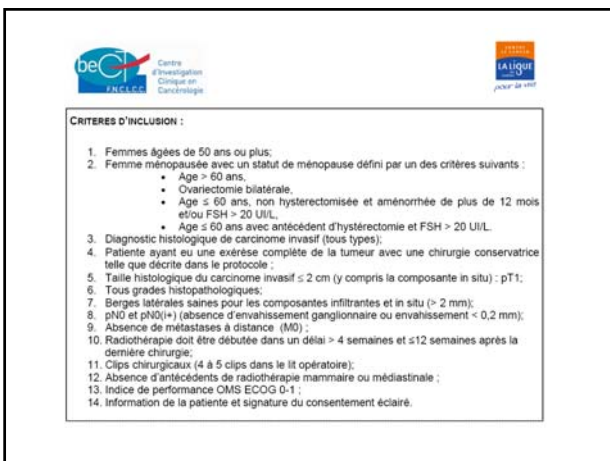 beCT
F.N.C.L.C.C.
Centre
d'Investigation
Clinique en
Cancérologie
LA LIGUE
pour la vie
CRITERES D'INCLUSION :
1. Femmes âgées de 50 ans ou plus;
2. Femme ménopausée avec un statut de ménopause défini par un des critères suivants :
• Age > 60 ans,
• Ovariectomie bilatérale,
• Age ≤ 60 ans, non hysterectomisée et aménorrhée de plus de 12 mois
et/ou FSH > 20 UI/L,
• Age ≤ 60 ans avec antécédent d'hystérectomie et FSH > 20 UI/L.
3. Diagnostic histologique de carcinome invasif (tous types);
4. Patiente ayant eu une exérèse complète de la tumeur avec une chirurgie conservatrice
telle que décrite dans le protocole ;
5. Taille histologique du carcinome invasif ≤ 2 cm (y compris la composante in situ) : pT1;
6. Tous grades histopathologiques;
7. Berges latérales saines pour les composantes infiltrantes et in situ (> 2 mm);
8. pN0 et pN0(i+) (absence d'envahissement ganglionnaire ou envahissement < 0,2 mm);
9. Absence de métastases à distance (M0) ;
10. Radiothérapie doit être débutée dans un délai > 4 semaines et ≤12 semaines après la
dernière chirurgie;
11. Clips chirurgicaux (4 à 5 clips dans le lit opératoire);
12. Absence d'antécédents de radiothérapie mammaire ou médiastinale ;
13. Indice de performance OMS ECOG 0-1 ;
14. Information de la patiente et signature du consentement éclairé.